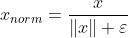 x_{norm} = \frac{x}{\|x\| + \varepsilon}